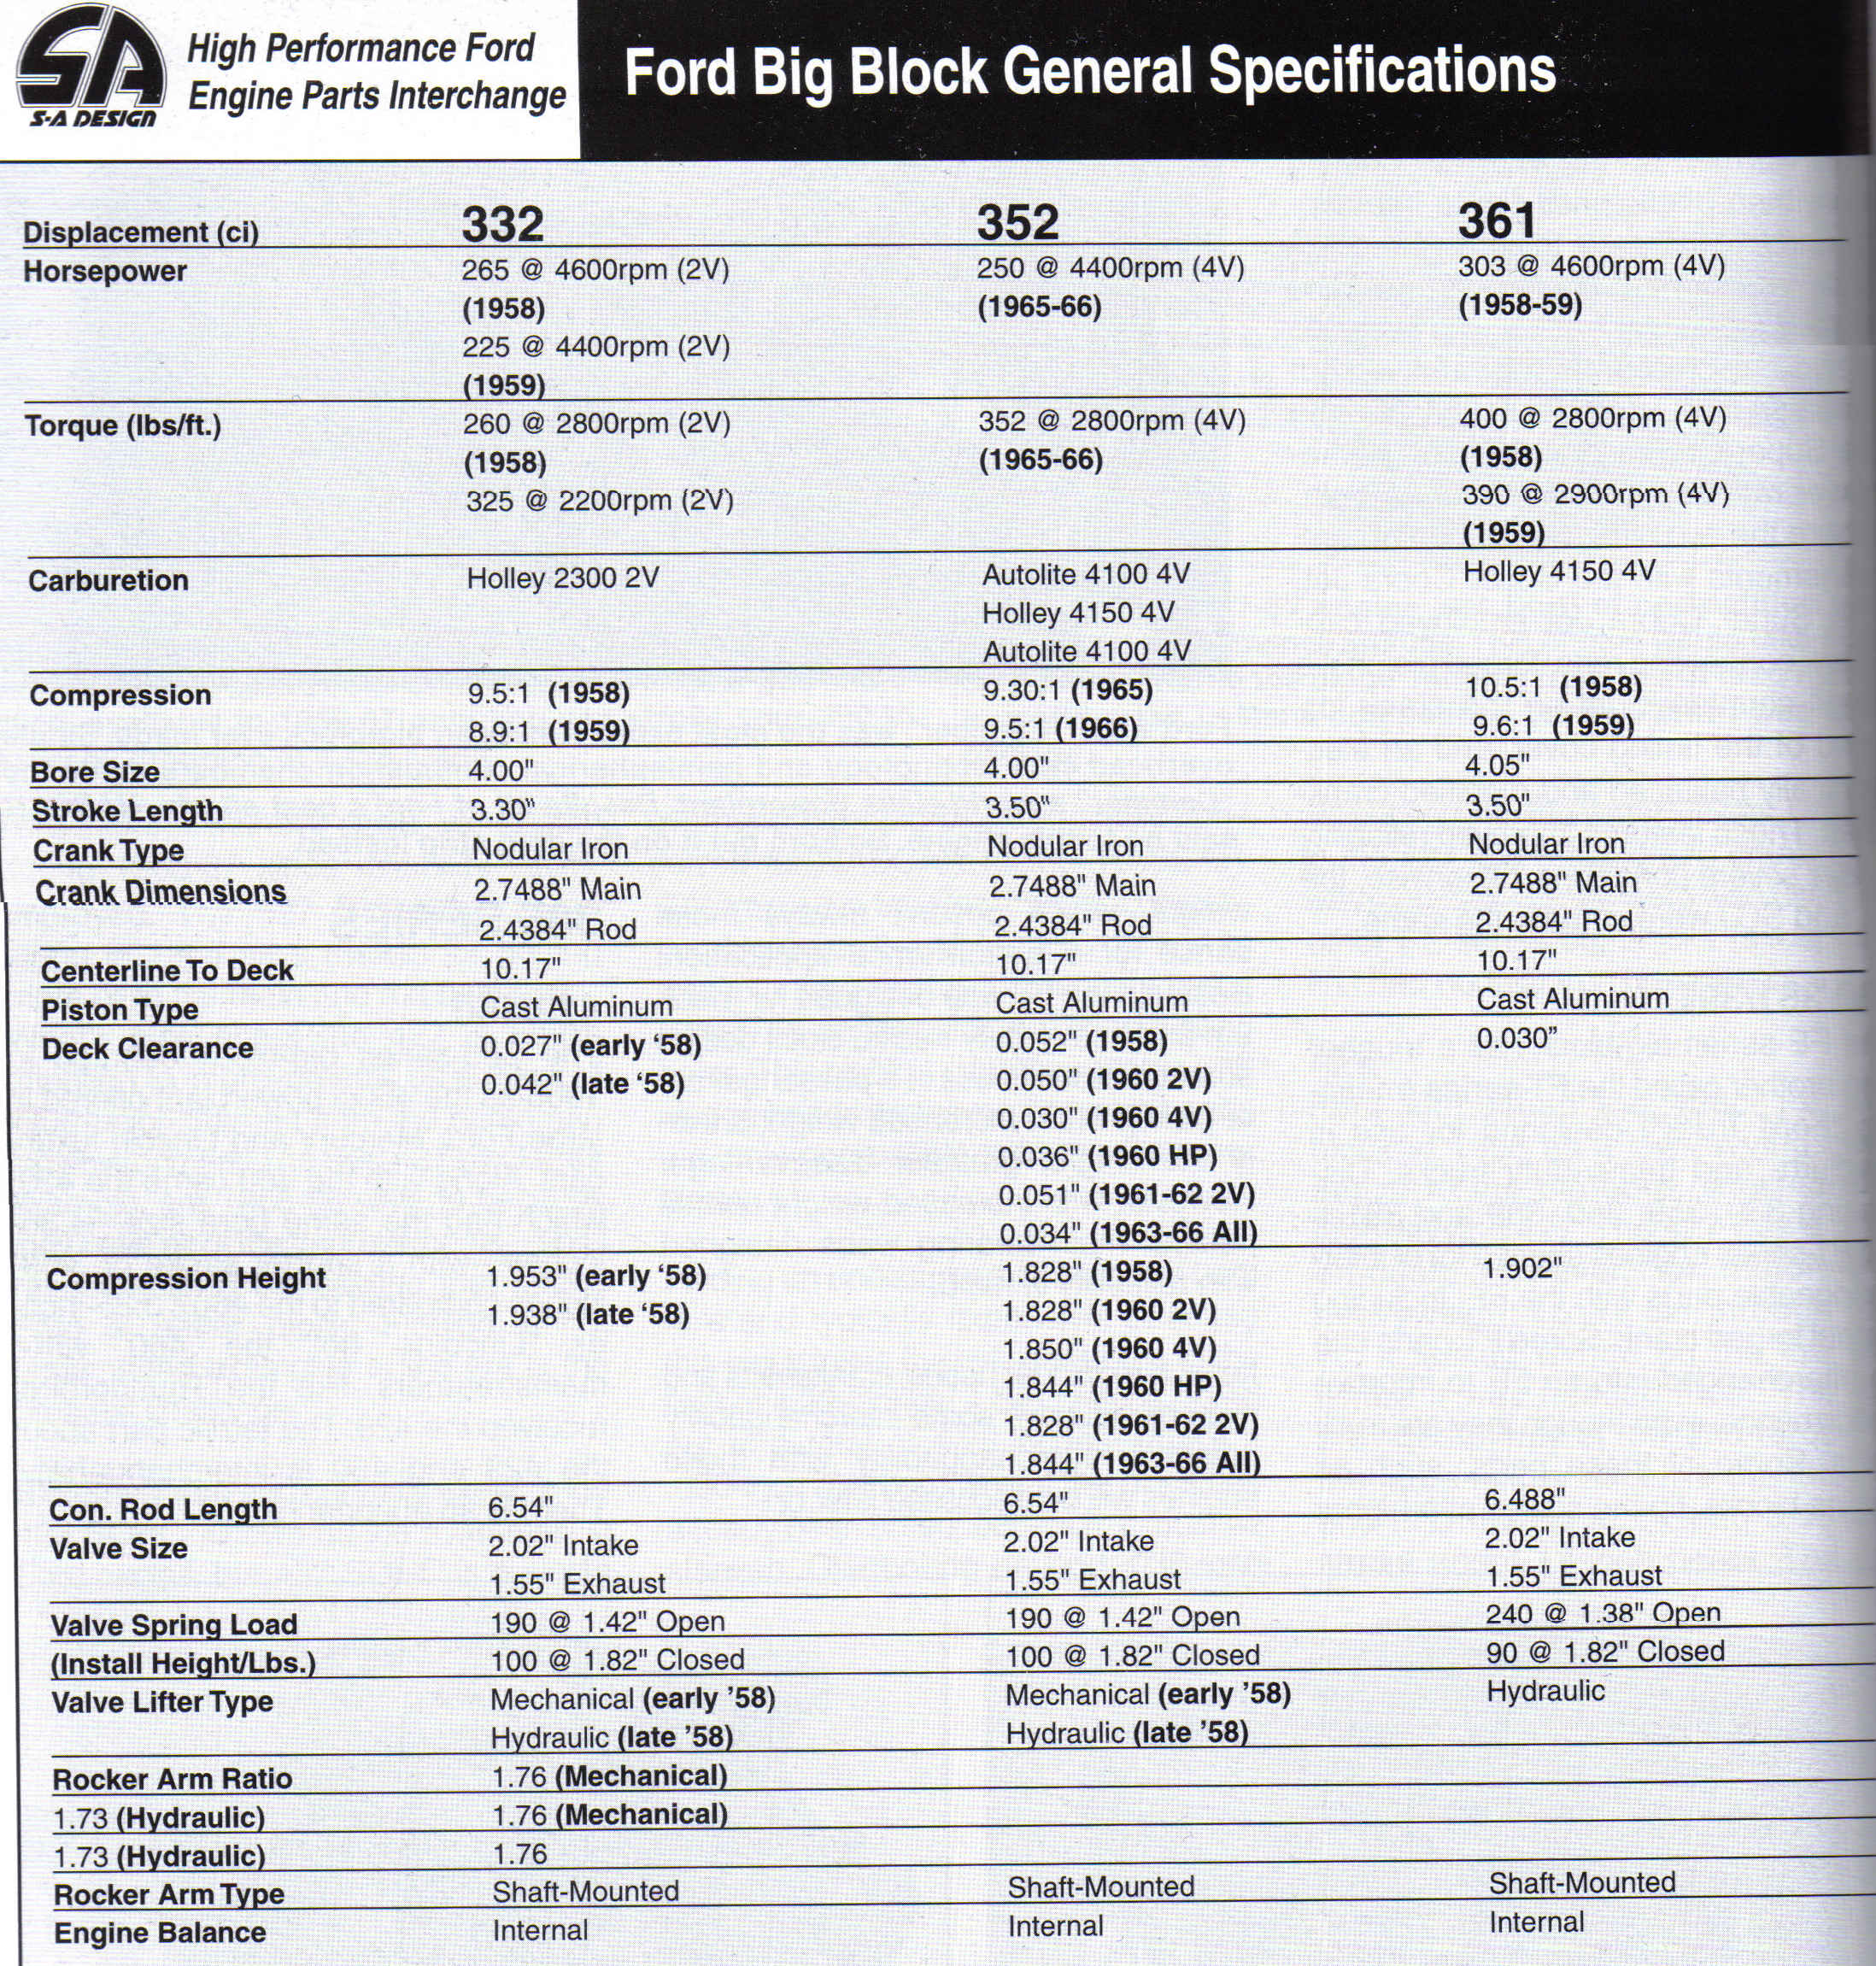 SA
S-A DESIGN
High Performance Ford
Engine Parts Interchange
Ford Big Block General Specifications
Displacement (ci) 332 352 361
Horsepower 265 @ 4600rpm (2V) 250 @ 4400rpm (4V) 303 @ 4600rpm (4V)
(1958) (1965-66) (1958-59)
225 @ 4400rpm (2V)
(1959)
Torque (lbs/ft.) 260 @ 2800rpm (2V) 352 @ 2800rpm (4V) 400 @ 2800rpm (4V)
(1958) (1965-66) (1958)
325 @ 2200rpm (2V) 390 @ 2900rpm (4V)
(1959)
Carburetion Holley 2300 2V Autolite 4100 4V Holley 4150 4V
Holley 4150 4V
Autolite 4100 4V
Compression 9.5:1 (1958) 9.30:1 (1965) 10.5:1 (1958)
8.9:1 (1959) 9.5:1 (1966) 9.6:1 (1959)
Bore Size 4.00" 4.00" 4.05"
Stroke Length 3.30" 3.50" 3.50"
Crank Type Nodular Iron Nodular Iron Nodular Iron
Crank Dimensions 2.7488" Main 2.7488" Main 2.7488" Main
2.4384" Rod 2.4384" Rod 2.4384" Rod
Centerline To Deck 10.17" 10.17" 10.17"
Piston Type Cast Aluminum Cast Aluminum Cast Aluminum
Deck Clearance 0.027" (early ‘58) 0.052" (1958) 0.030”
0.042" (late ‘58) 0.050" (1960 2V)
0.030" (1960 4V)
0.036" (1960 HP)
0.051" (1961-62 2V)
0.034" (1963-66 All)
Compression Height 1.953" (early ‘58) 1.828" (1958) 1.902"
1.938" (late ‘58) 1.828" (1960 2V)
1.850" (1960 4V)
1.844" (1960 HP)
1.828" (1961-62 2V)
1.844" (1963-66 All)
Con. Rod Length 6.54" 6.54" 6.488"
Valve Size 2.02" Intake 2.02" Intake 2.02" Intake
1.55" Exhaust 1.55" Exhaust 1.55" Exhaust
Valve Spring Load 190 @ 1.42" Open 190 @ 1.42" Open 240 @ 1.38" Open
(Install Height/Lbs.) 100 @ 1.82" Closed 100 @ 1.82" Closed 90 @ 1.82" Closed
Valve Lifter Type Mechanical (early ’58) Mechanical (early ’58) Hydraulic
Hydraulic (late ’58) Hydraulic (late ’58)
Rocker Arm Ratio 1.76 (Mechanical)
1.73 (Hydraulic) 1.76 (Mechanical)
1.73 (Hydraulic) 1.76
Rocker Arm Type Shaft-Mounted Shaft-Mounted Shaft-Mounted
Engine Balance Internal Internal Internal